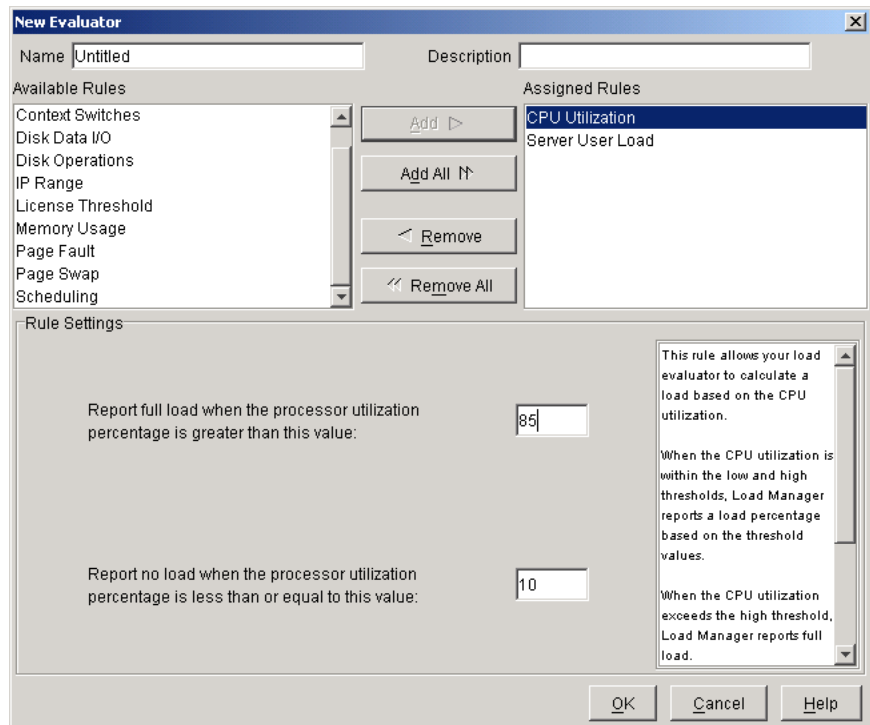 New Evaluator
Name Untitled Description
Available Rules
Assigned Rules
Context Switches
Disk Data I/O
Disk Operations
IP Range
License Threshold
Memory Usage
Page Fault
Page Swap
Scheduling
Add
Add All
Remove
Remove All
CPU Utilization
Server User Load
Rule Settings
Report full load when the processor utilization
percentage is greater than this value:
85
Report no load when the processor utilization
percentage is less than or equal to this value:
10
This rule allows your load
evaluator to calculate a
load based on the CPU
utilization.
When the CPU utilization is
within the low and high
thresholds, Load Manager
reports a load percentage
based on the threshold
values.
When the CPU utilization
exceeds the high threshold,
Load Manager reports full
load.
OK Cancel Help